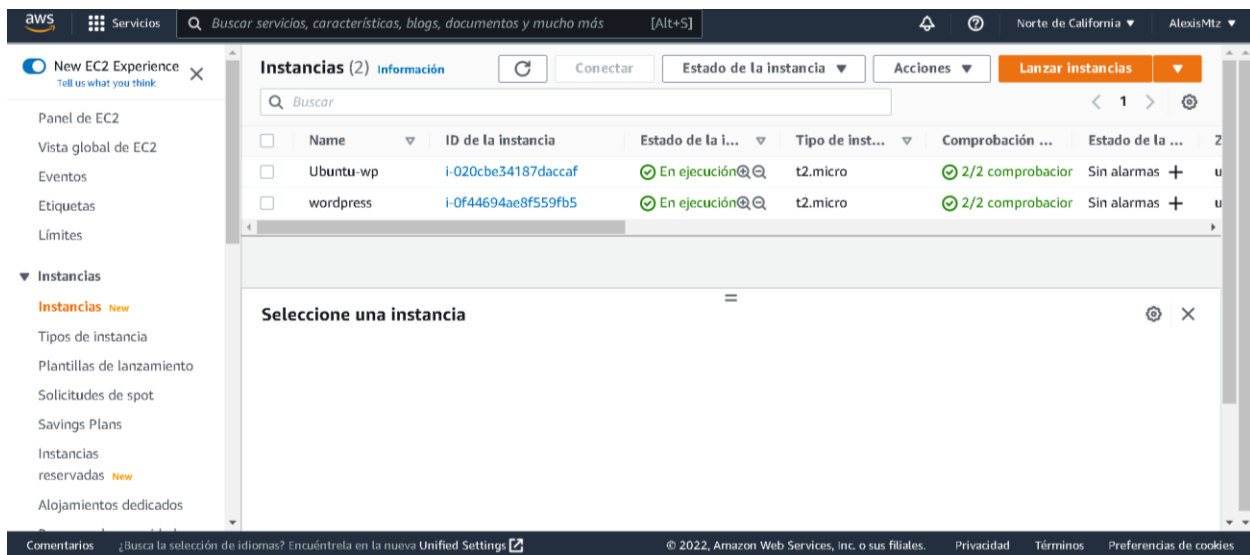 aws Servicios Buscar servicios, características, blogs, documentos y mucho más [Alt+S] Norte de California AlexisMtz
New EC2 Experience
Tell us what you think
Panel de EC2
Vista global de EC2
Eventos
Etiquetas
Límites
Instancias
Instancias New
Tipos de instancia
Plantillas de lanzamiento
Solicitudes de spot
Savings Plans
Instancias
reservadas New
Alojamientos dedicados
Instancias (2) Información Conectar Estado de la instancia Acciones Lanzar instancias
Buscar 1
Name ID de la instancia Estado de la i... Tipo de inst... Comprobación ... Estado de la ... Z
Ubuntu-wp i-020cbe34187daccaf En ejecución t2.micro 2/2 comprobacior Sin alarmas u
wordpress i-0f44694ae8f559fb5 En ejecución t2.micro 2/2 comprobacior Sin alarmas u
Seleccione una instancia
Comentarios ¿Busca la selección de idiomas? Encuéntrela en la nueva Unified Settings © 2022, Amazon Web Services, Inc. o sus filiales. Privacidad Términos Preferencias de cookies